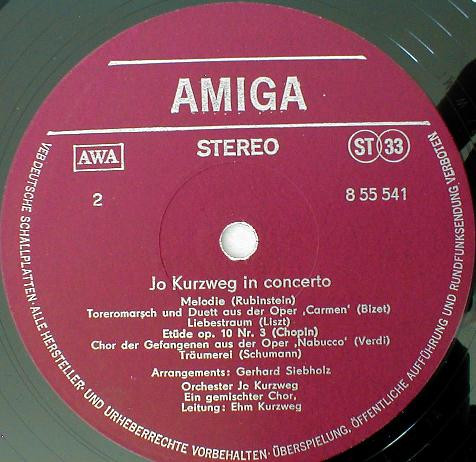 AMIGA
AWA
STEREO
ST 33
2
8 55 541
Jo Kurzweg in concerto
Melodie (Rubinstein)
Toreromarsch und Duett aus der Oper ‚Carmen‘ (Bizet)
Liebestraum (Liszt)
Etüde op. 10 Nr. 3 (Chopin)
Chor der Gefangenen aus der Oper ‚Nabucco‘ (Verdi)
Träumerei (Schumann)
Arrangements: Gerhard Siebholz
Orchester Jo Kurzweg
Ein gemischter Chor,
Leitung: Ehm Kurzweg
VEB DEUTSCHE SCHALLPLATTEN · ALLE HERSTELLER- UND URHEBERRECHTE VORBEHALTEN · ÜBERSPIELUNG, ÖFFENTLICHE AUFFÜHRUNG UND RUNDFUNKSENDUNG VERBOTEN